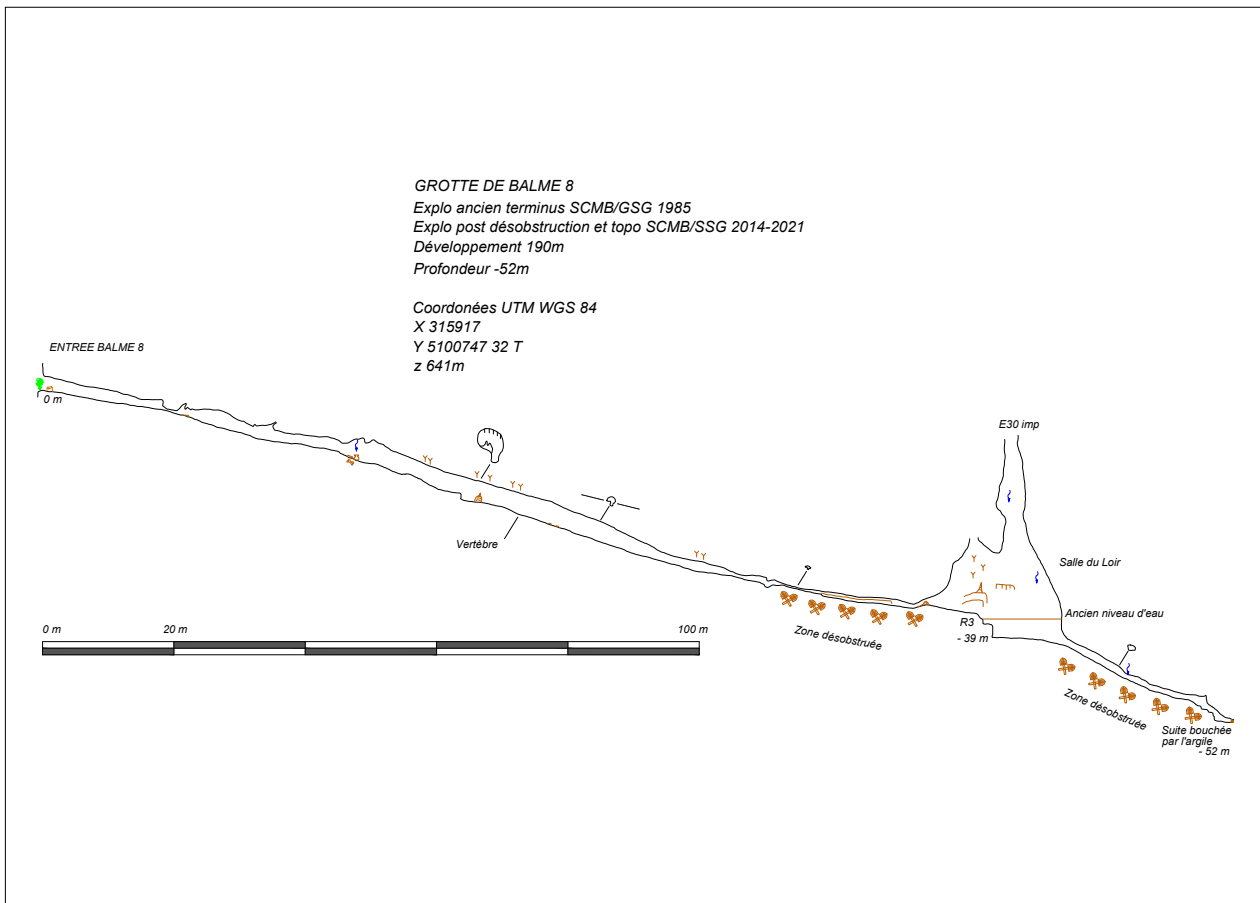 GROTTE DE BALME 8
Explo ancien terminus SCMB/GSG 1985
Explo post désobstruction et topo SCMB/SSG 2014-2021
Développement 190m
Profondeur -52m
Coordonées UTM WGS 84
X 315917
Y 5100747 32 T
z 641m
ENTREE BALME 8
0 m
E30 imp
Vertèbre
Salle du Loir
Ancien niveau d'eau
R3
- 39 m
Zone désobstruée
0 m 20 m 100 m
Zone désobstruée
Suite bouchée
par l'argile
- 52 m